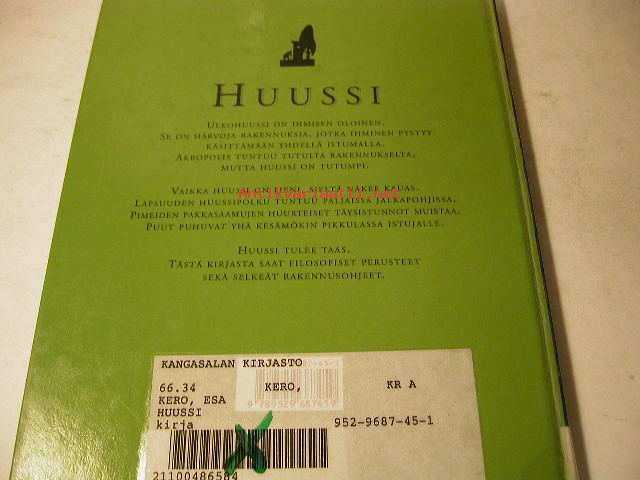 HUUSSI
ULKOHUUSSI ON IHMISEN OLOINEN.
SE ON HARVOJA RAKENNUKSIA, JOTKA IHMINEN PYSTYY
KÄSITTÄMÄÄN YHDELLÄ ISTUMALLA.
AKROPOLIS TUNTUU TUTULTA RAKENNUKSELTA,
MUTTA HUUSSI ON TUTUMPI.
VAIKKA HUUSSI ON PIENI, SIELTÄ NÄKEE KAUAS.
LAPSUUDEN HUUSSIPOLKU TUNTUU PALJAISSA JALKAPOHJISSA,
PIMEIDEN PAKKASAAMUJEN HUURTEISET TÄYSISTUNNOT MUISTAA,
PUUT PUHUVAT YHÄ KESÄMÖKIN PIKKULASSA ISTUJALLE.
HUUSSI TULEE TAAS.
TÄSTÄ KIRJASTA SAAT FILOSOFISET PERUSTEET
SEKÄ SELKEÄT RAKENNUSOHJEET.
KANGASALAN KIRJASTO
66.34 KERO, KR A
KERO, ESA
HUUSSI
kirja 952-9687-45-1
21100486584